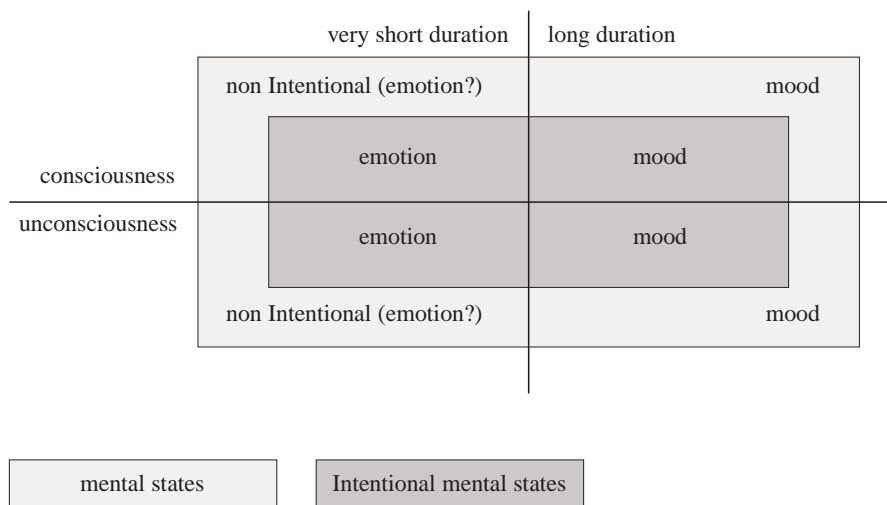 very short duration long duration
non Intentional (emotion?) mood
emotion mood
consciousness
unconsciousness
emotion mood
non Intentional (emotion?) mood
mental states Intentional mental states